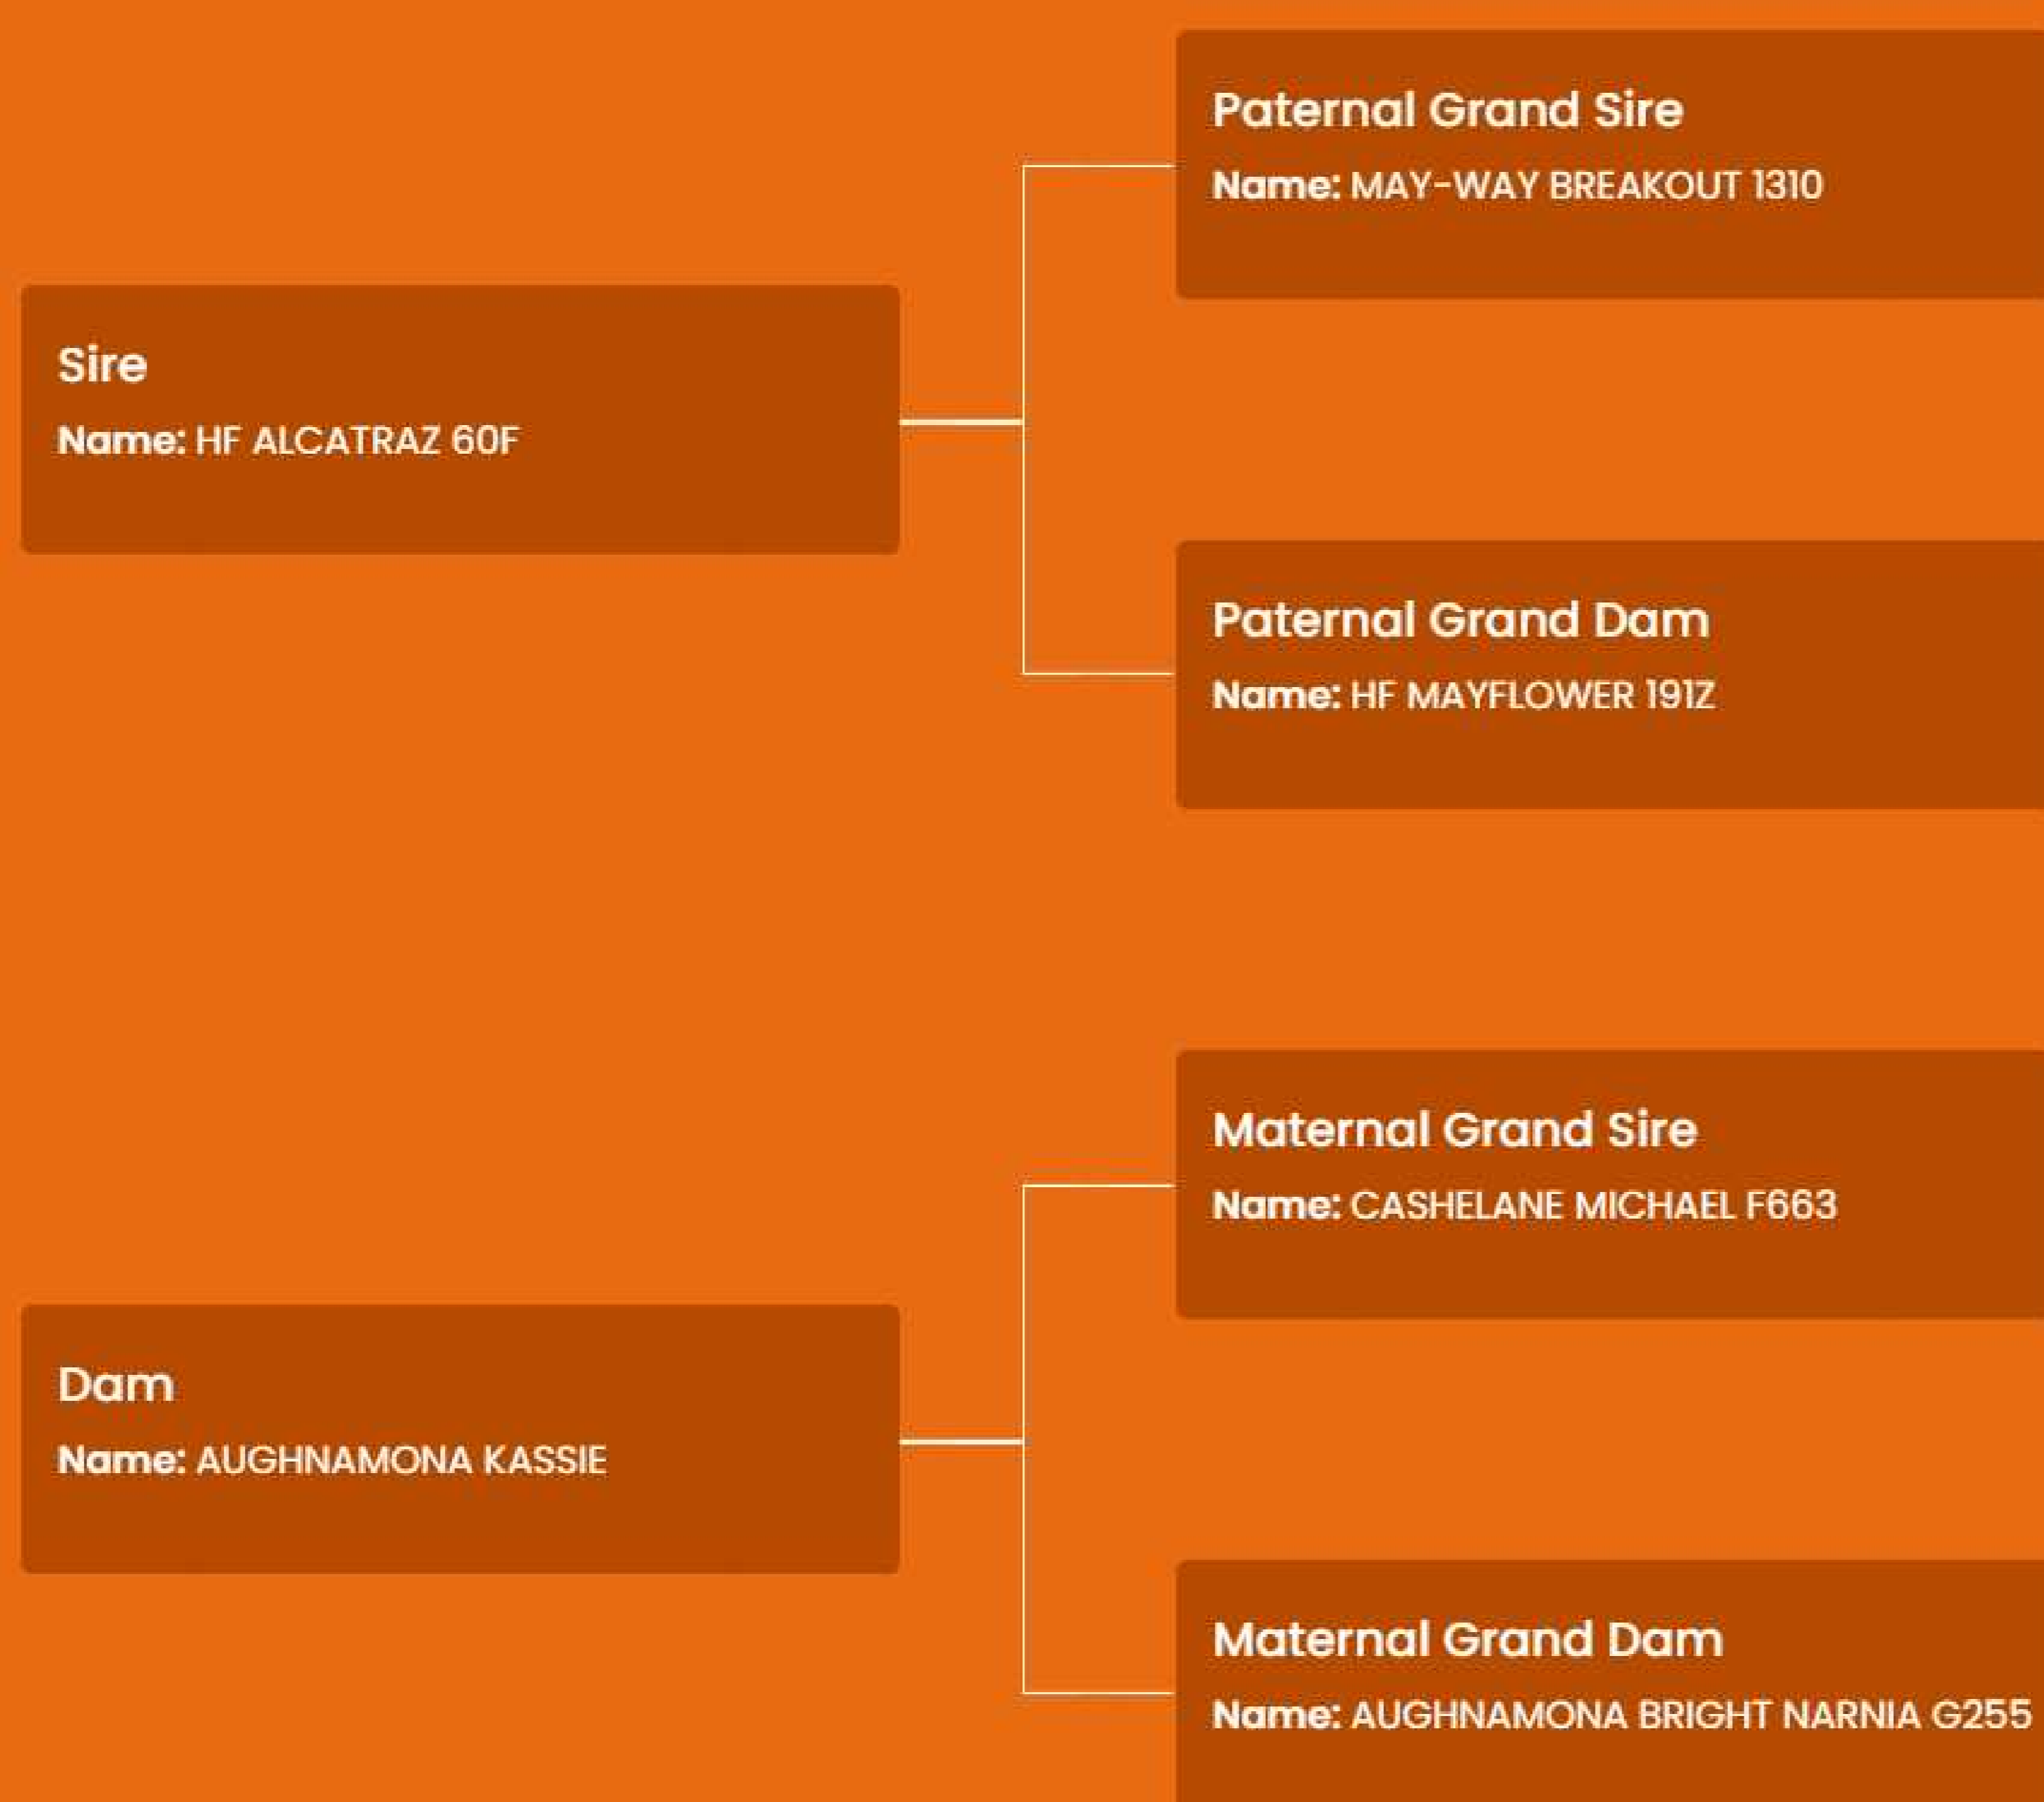 Paternal Grand Sire
Name: MAY-WAY BREAKOUT 1310
Sire
Name: HF ALCATRAZ 60F
Paternal Grand Dam
Name: HF MAYFLOWER 191Z
Maternal Grand Sire
Name: CASHELANE MICHAEL F663
Dam
Name: AUGHNAMONA KASSIE
Maternal Grand Dam
Name: AUGHNAMONA BRIGHT NARNIA G255